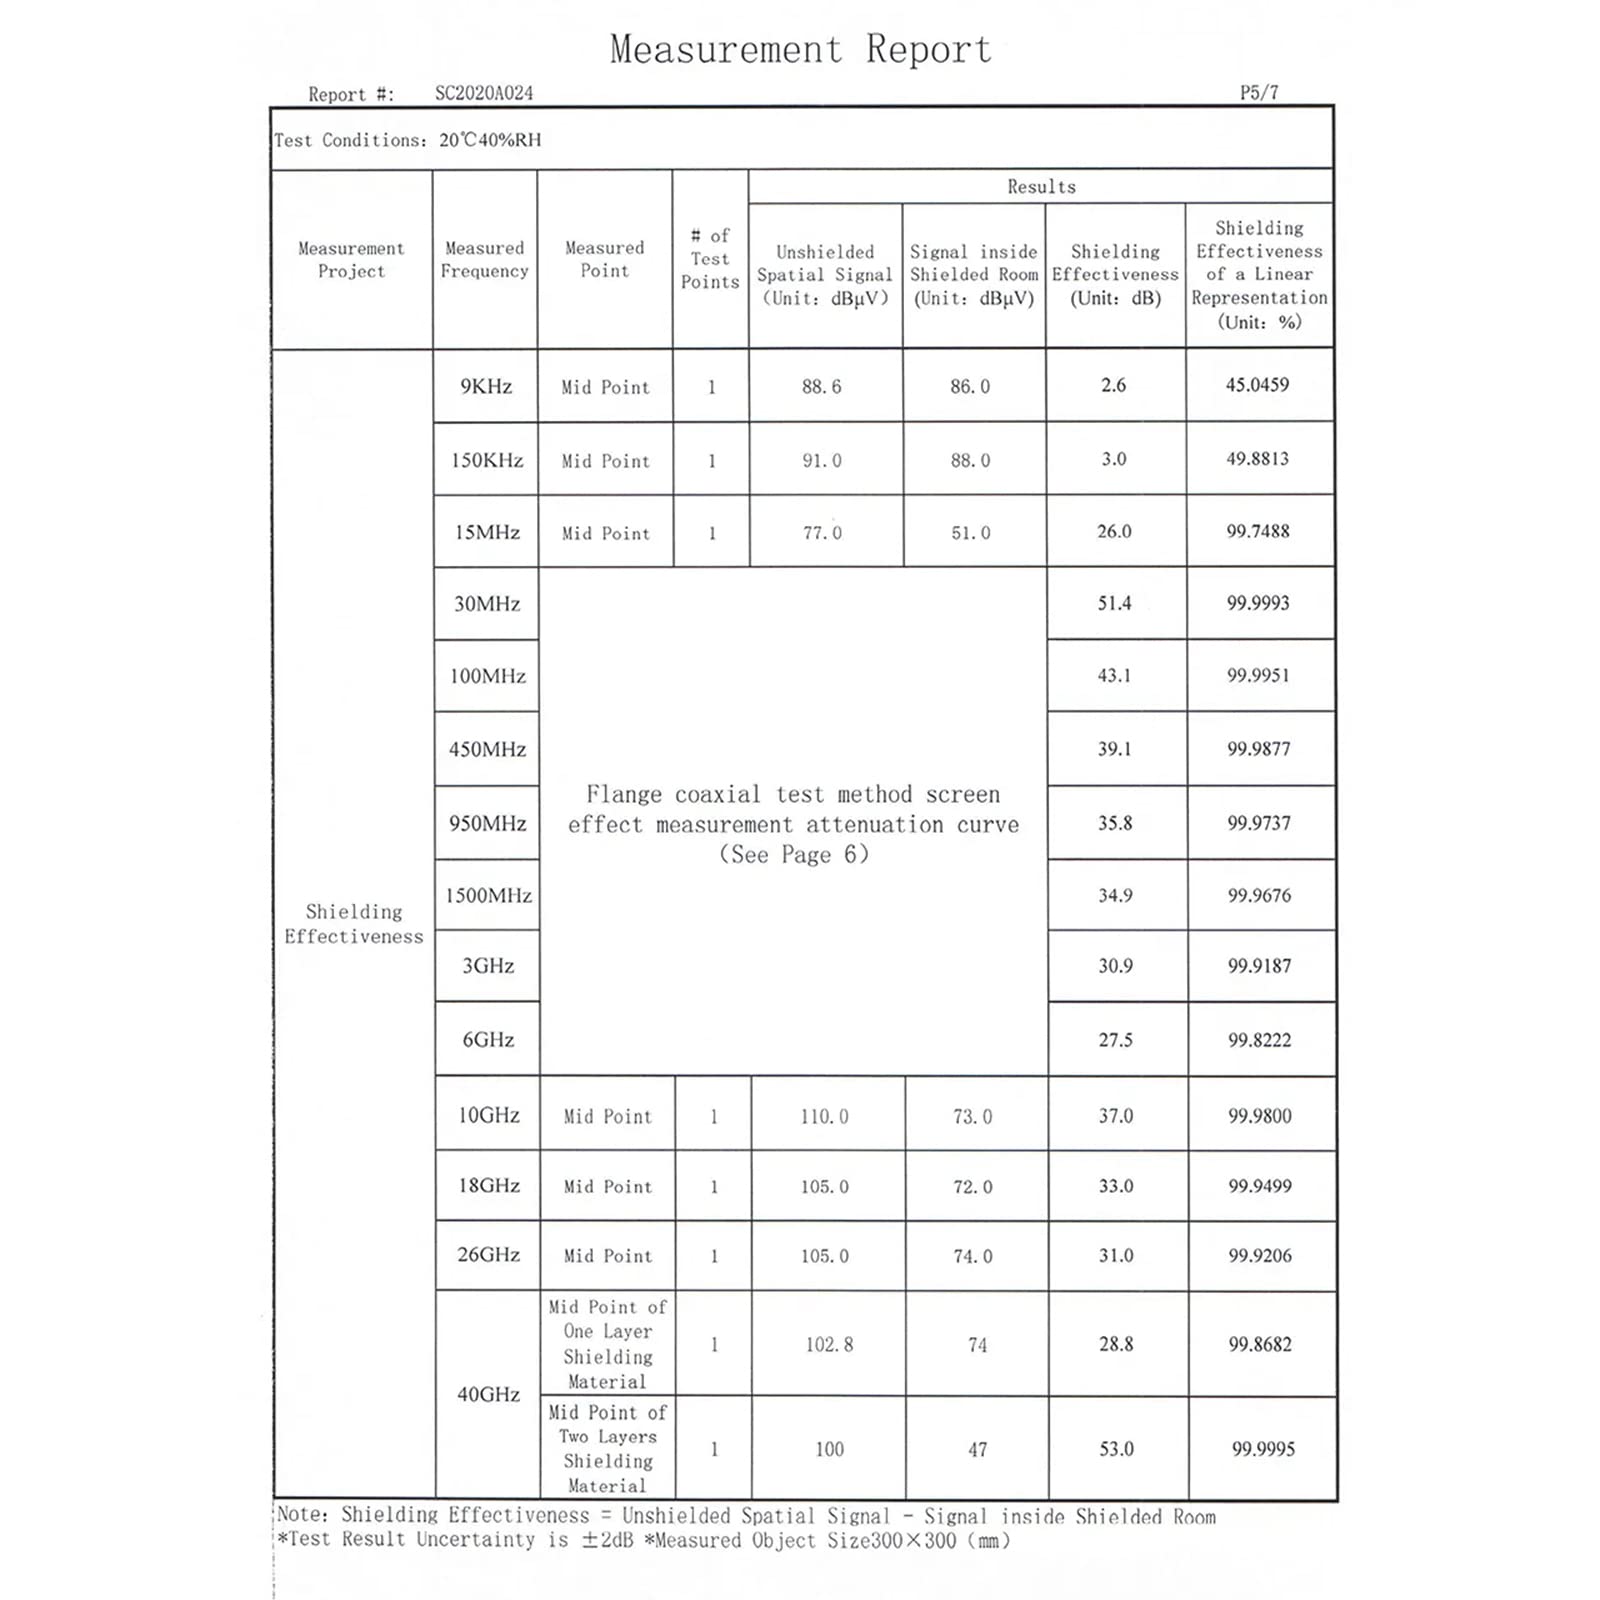 Measurement Report
Report #: SC2020A024 P5/7
Test Conditions: 20℃40%RH
Measurement Project
Measured Frequency
Measured Point
# of Test Points
Results
Unshielded Spatial Signal (Unit: dBμV)
Signal inside Shielded Room (Unit: dBμV)
Shielding Effectiveness (Unit: dB)
Shielding Effectiveness of a Linear Representation (Unit: %)
Shielding Effectiveness
9KHz Mid Point 1 88.6 86.0 2.6 45.0459
150KHz Mid Point 1 91.0 88.0 3.0 49.8813
15MHz Mid Point 1 77.0 51.0 26.0 99.7488
30MHz 51.4 99.9993
100MHz 43.1 99.9951
450MHz 39.1 99.9877
950MHz 35.8 99.9737
1500MHz 34.9 99.9676
3GHz 30.9 99.9187
6GHz 27.5 99.8222
Flange coaxial test method screen
effect measurement attenuation curve
(See Page 6)
10GHz Mid Point 1 110.0 73.0 37.0 99.9800
18GHz Mid Point 1 105.0 72.0 33.0 99.9499
26GHz Mid Point 1 105.0 74.0 31.0 99.9206
40GHz
Mid Point of One Layer Shielding Material 1 102.8 74 28.8 99.8682
Mid Point of Two Layers Shielding Material 1 100 47 53.0 99.9995
Note: Shielding Effectiveness = Unshielded Spatial Signal - Signal inside Shielded Room
*Test Result Uncertainty is ±2dB *Measured Object Size300×300 (mm)